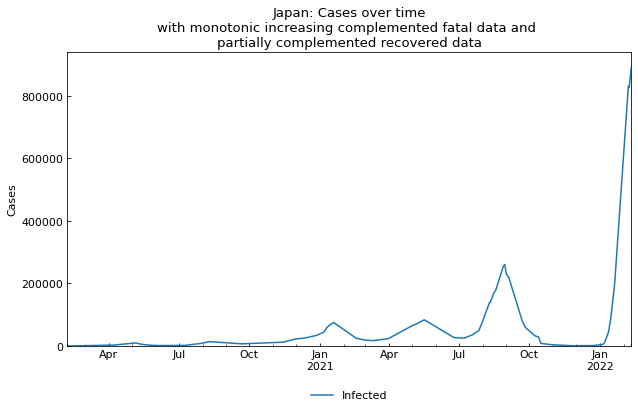 Japan: Cases over time
with monotonic increasing complemented fatal data and
partially complemented recovered data
800000
600000
400000
200000
0
Cases
Apr Jul Oct Jan Apr Jul Oct Jan
2021 2022
Infected